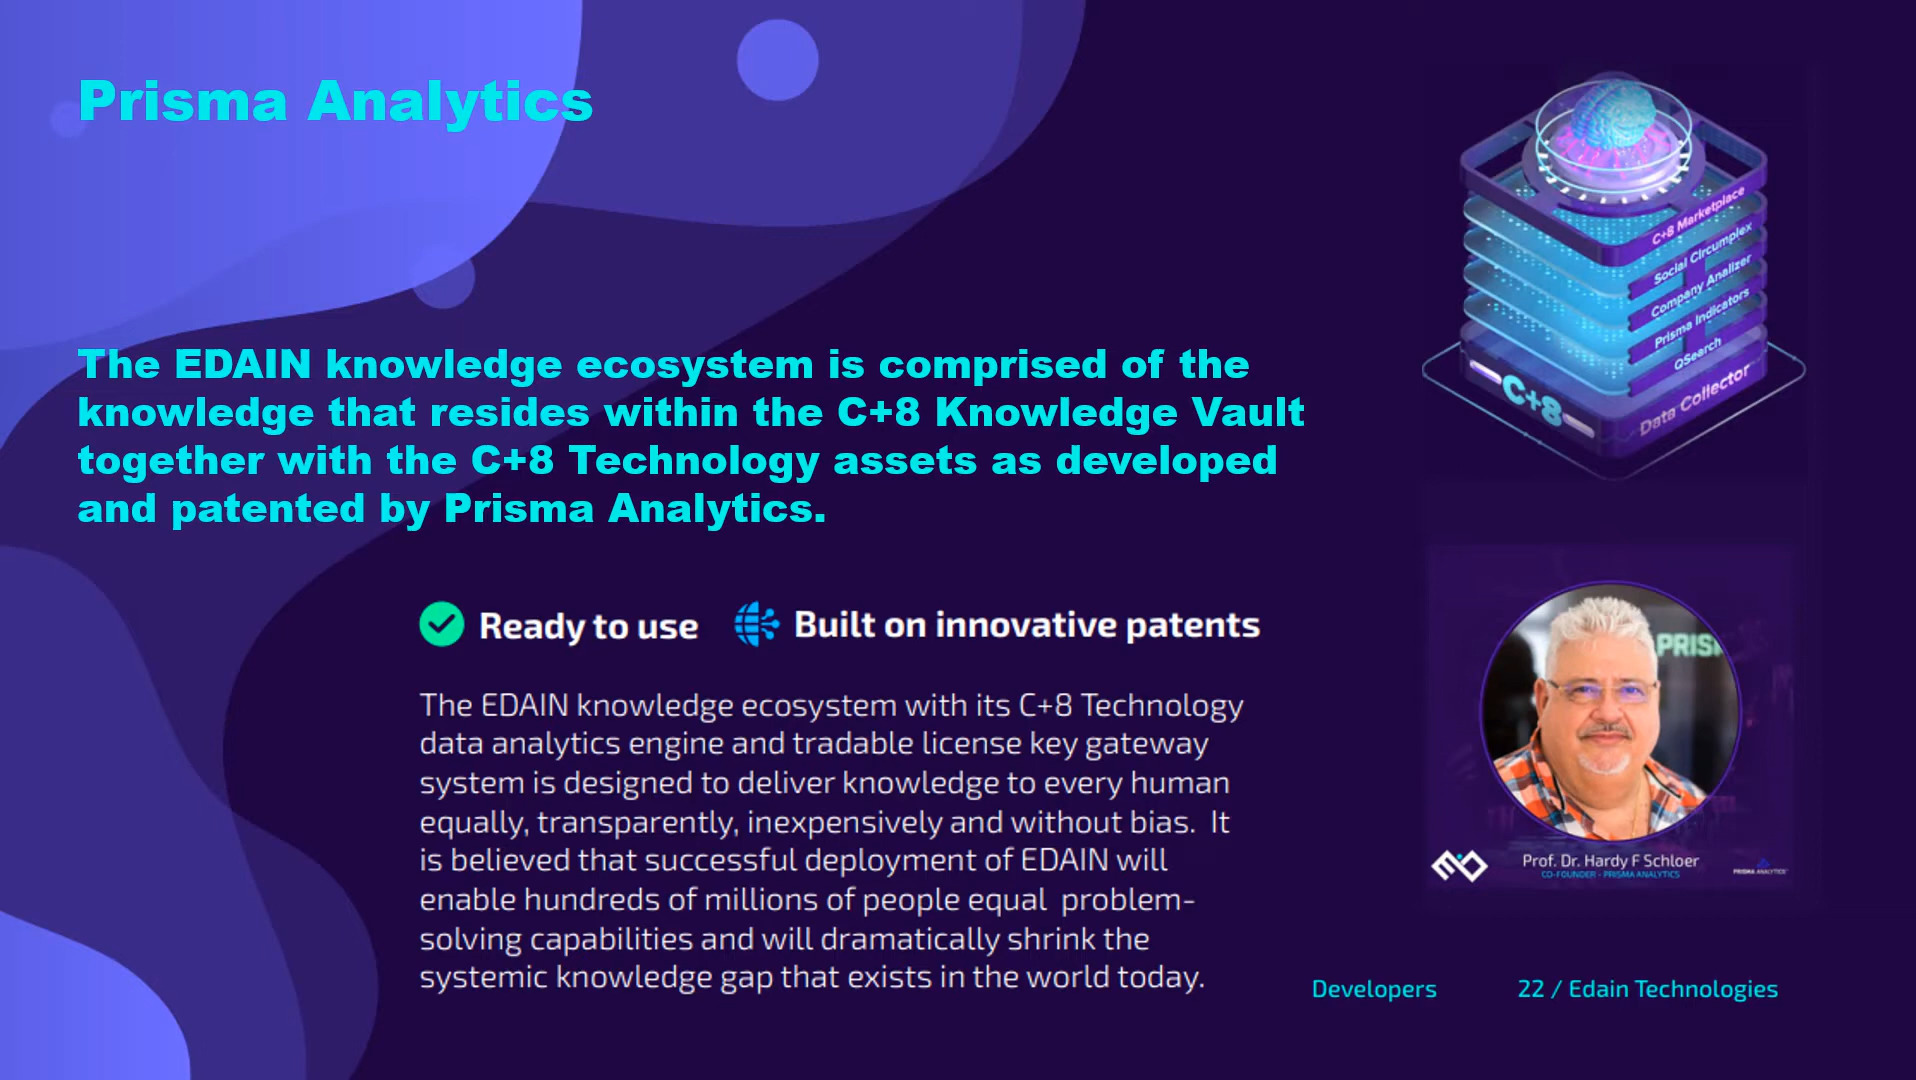 Prisma Analytics
The EDAIN knowledge ecosystem is comprised of the
knowledge that resides within the C+8 Knowledge Vault
together with the C+8 Technology assets as developed
and patented by Prisma Analytics.
Ready to use
Built on innovative patents
The EDAIN knowledge ecosystem with its C+8 Technology
data analytics engine and tradable license key gateway
system is designed to deliver knowledge to every human
equally, transparently, inexpensively and without bias.  It
is believed that successful deployment of EDAIN will
enable hundreds of millions of people equal  problem-
solving capabilities and will dramatically shrink the
systemic knowledge gap that exists in the world today.
C+8 Marketplace
Social Circumplex
Company Analizer
Prisma Indicators
QSearch
Data Collector
C+8
PRIS
Prof. Dr. Hardy F Schloer
CO-FOUNDER - PRISMA ANALYTICS
PRISMA ANALYTICS
Developers
22 / Edain Technologies